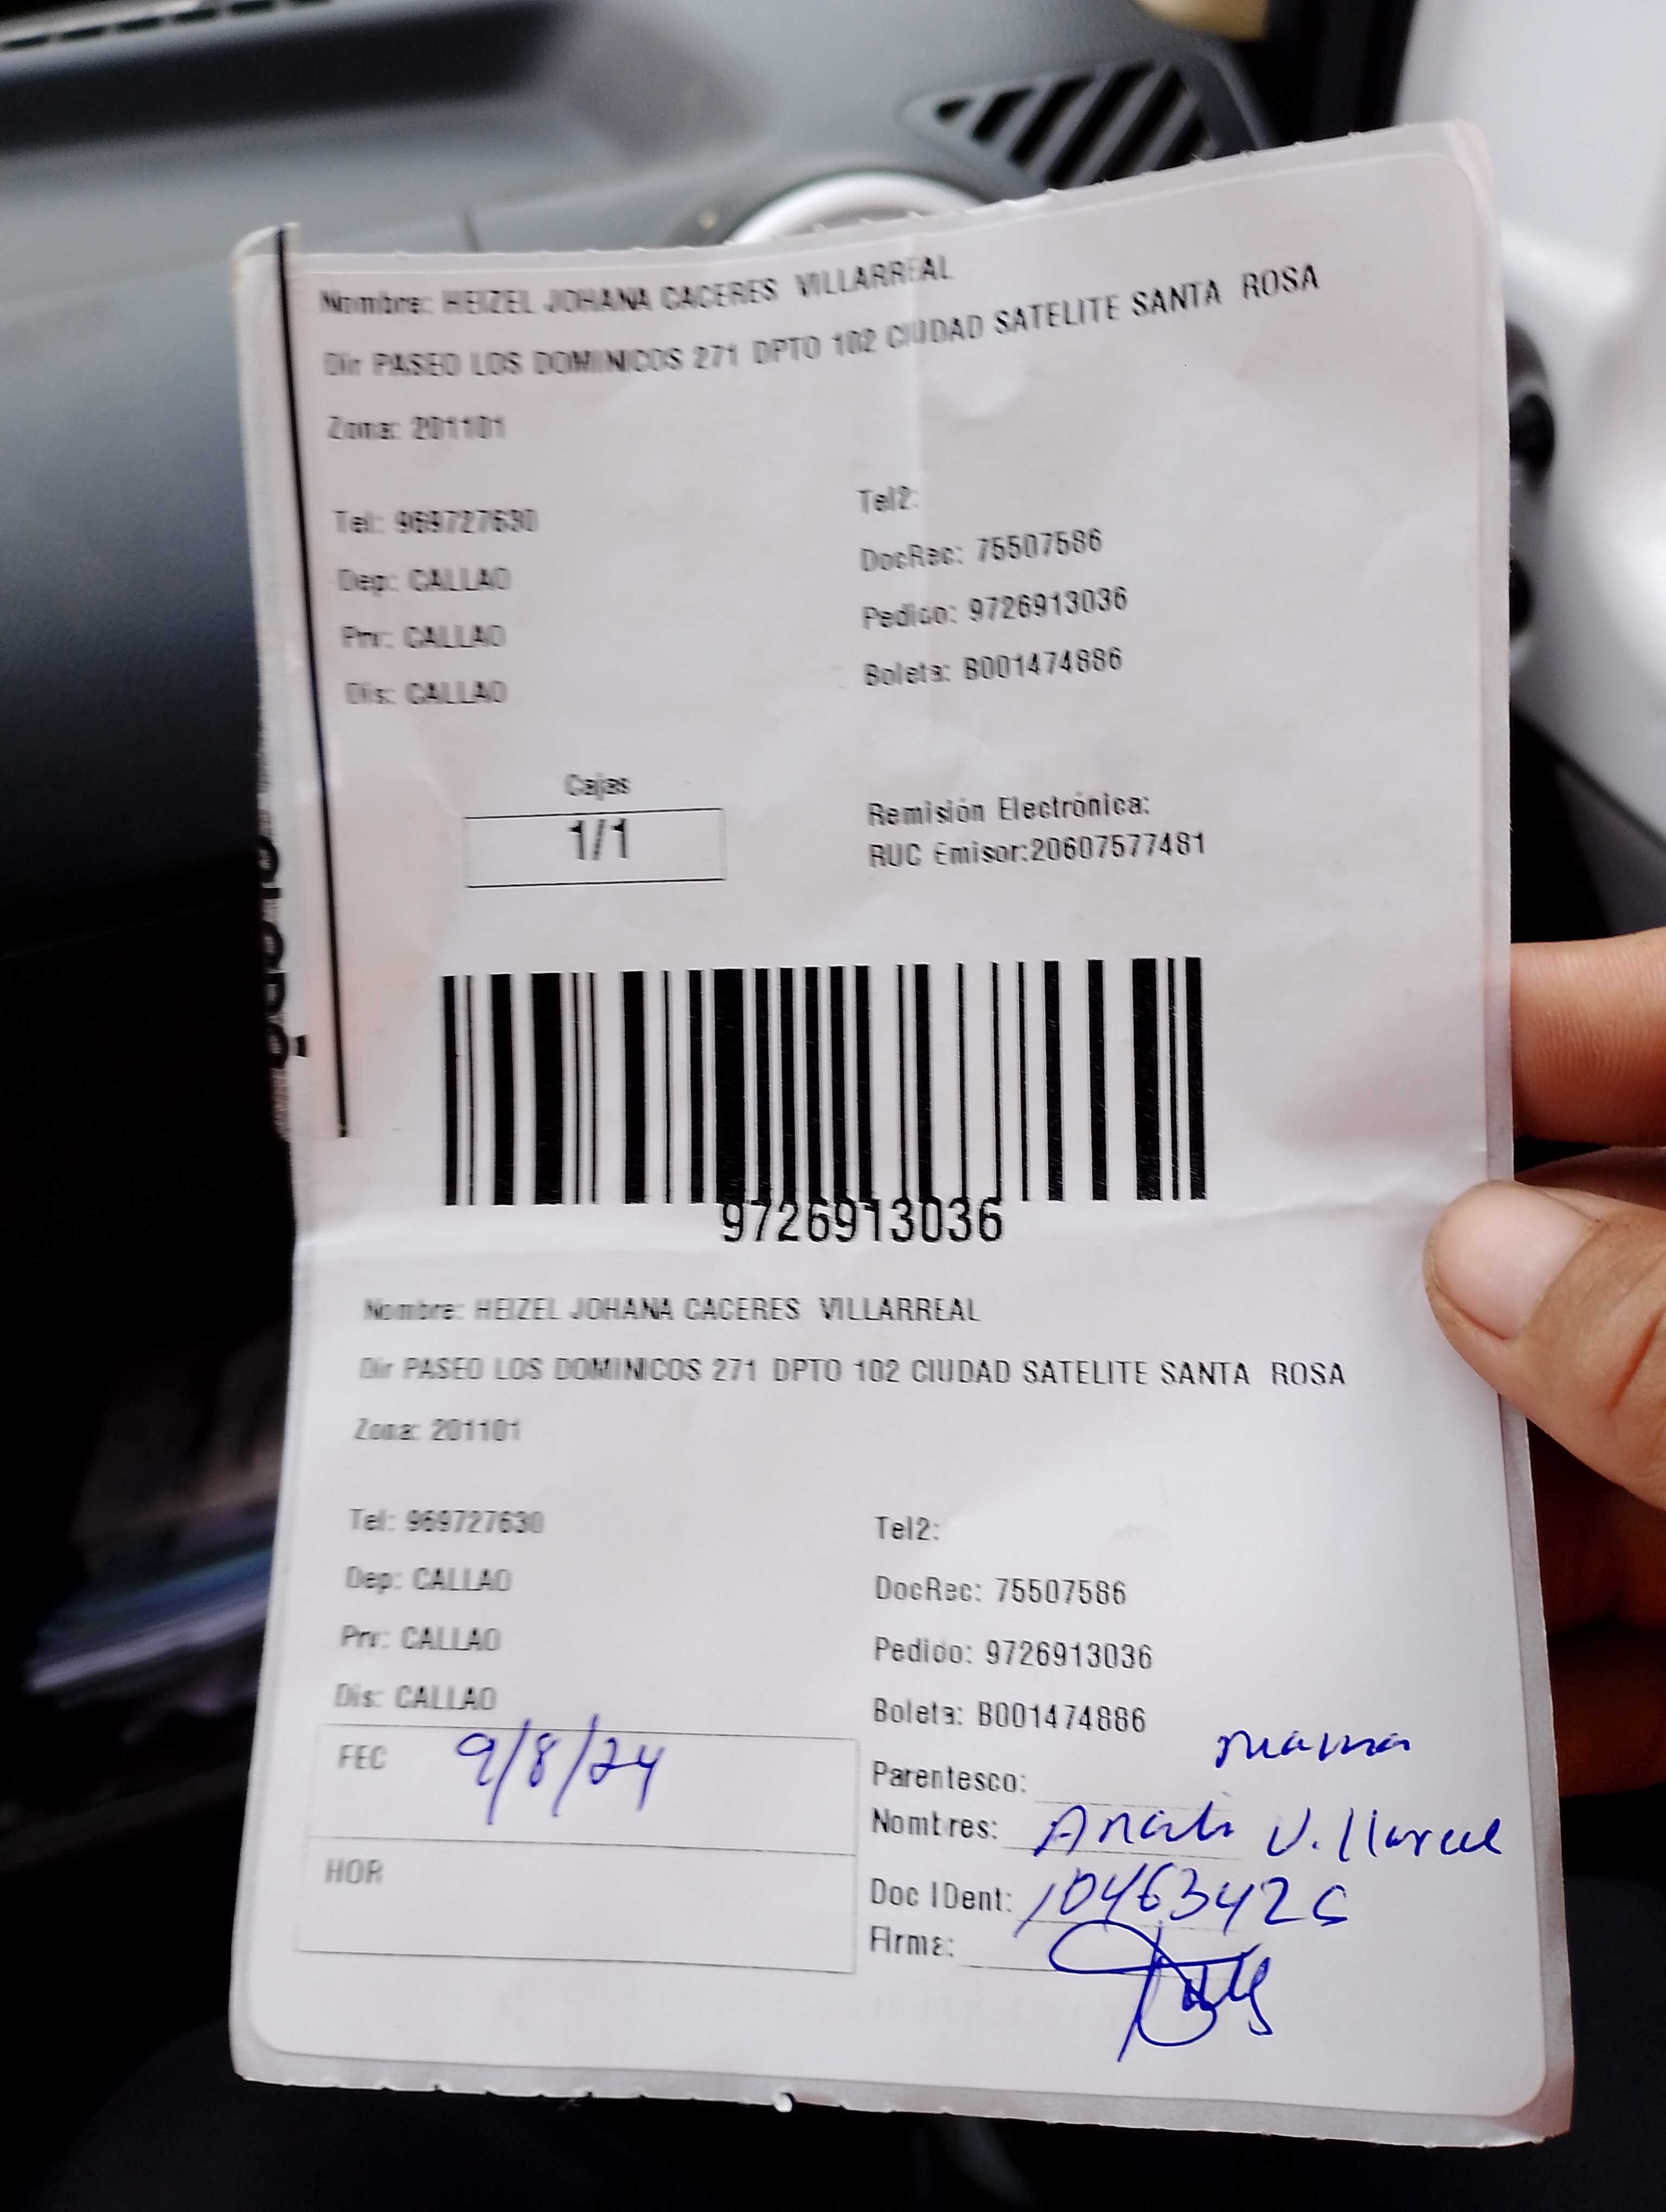 Nombre: HEIZEL JOHANA CACERES VILLARREAL
Dir PASEO LOS DOMINICOS 271 DPTO 102 CIUDAD SATELITE SANTA ROSA
Zona: 201101
Tel: 969727630
Tel2:
Dep: CALLAO
DocRec: 75507586
Prv: CALLAO
Pedido: 9726913036
Dis: CALLAO
Boleta: B001474886
Cajas
1/1
Remisión Electrónica:
RUC Emisor:20607577481
9726913036
Nombre: HEIZEL JOHANA CACERES VILLARREAL
Dir PASEO LOS DOMINICOS 271 DPTO 102 CIUDAD SATELITE SANTA ROSA
Zona: 201101
Tel: 969727630
Tel2:
Dep: CALLAO
DocRec: 75507586
Prv: CALLAO
Pedido: 9726913036
Dis: CALLAO
Boleta: B001474886
FEC 9/8/24
Parentesco: mamá
Nombres: Villareal
HOR
Doc IDent:
Firma: